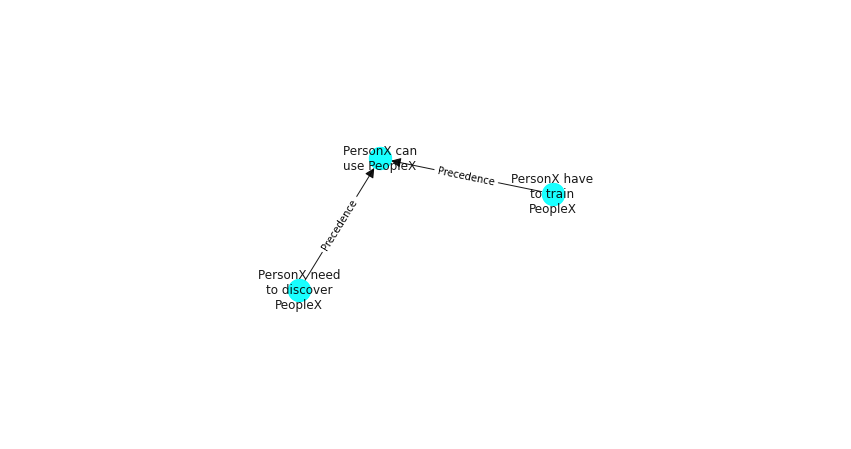 PersonX can
use PeopleX
Precedence
PersonX have
to train
PeopleX
Precedence
PersonX need
to discover
PeopleX